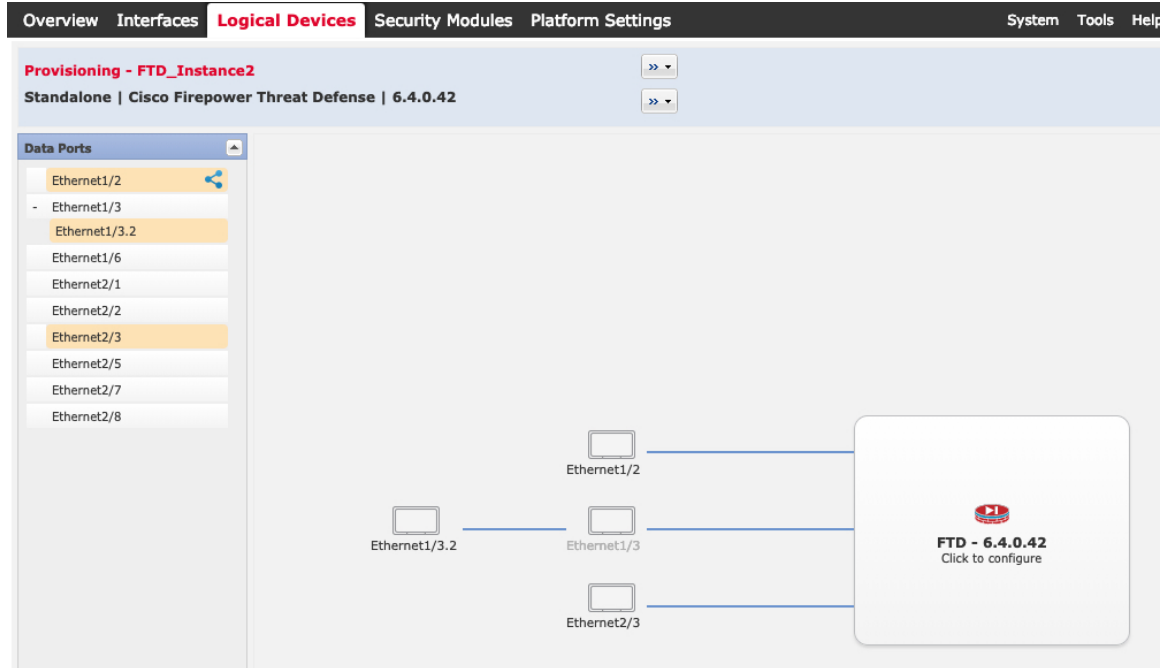 Overview Interfaces Logical Devices Security Modules Platform Settings System Tools Help
Provisioning - FTD_Instance2
Standalone | Cisco Firepower Threat Defense | 6.4.0.42
Data Ports
Ethernet1/2
- Ethernet1/3
Ethernet1/3.2
Ethernet1/6
Ethernet2/1
Ethernet2/2
Ethernet2/3
Ethernet2/5
Ethernet2/7
Ethernet2/8
Ethernet1/2
Ethernet1/3.2
Ethernet1/3
Ethernet2/3
FTD - 6.4.0.42
Click to configure